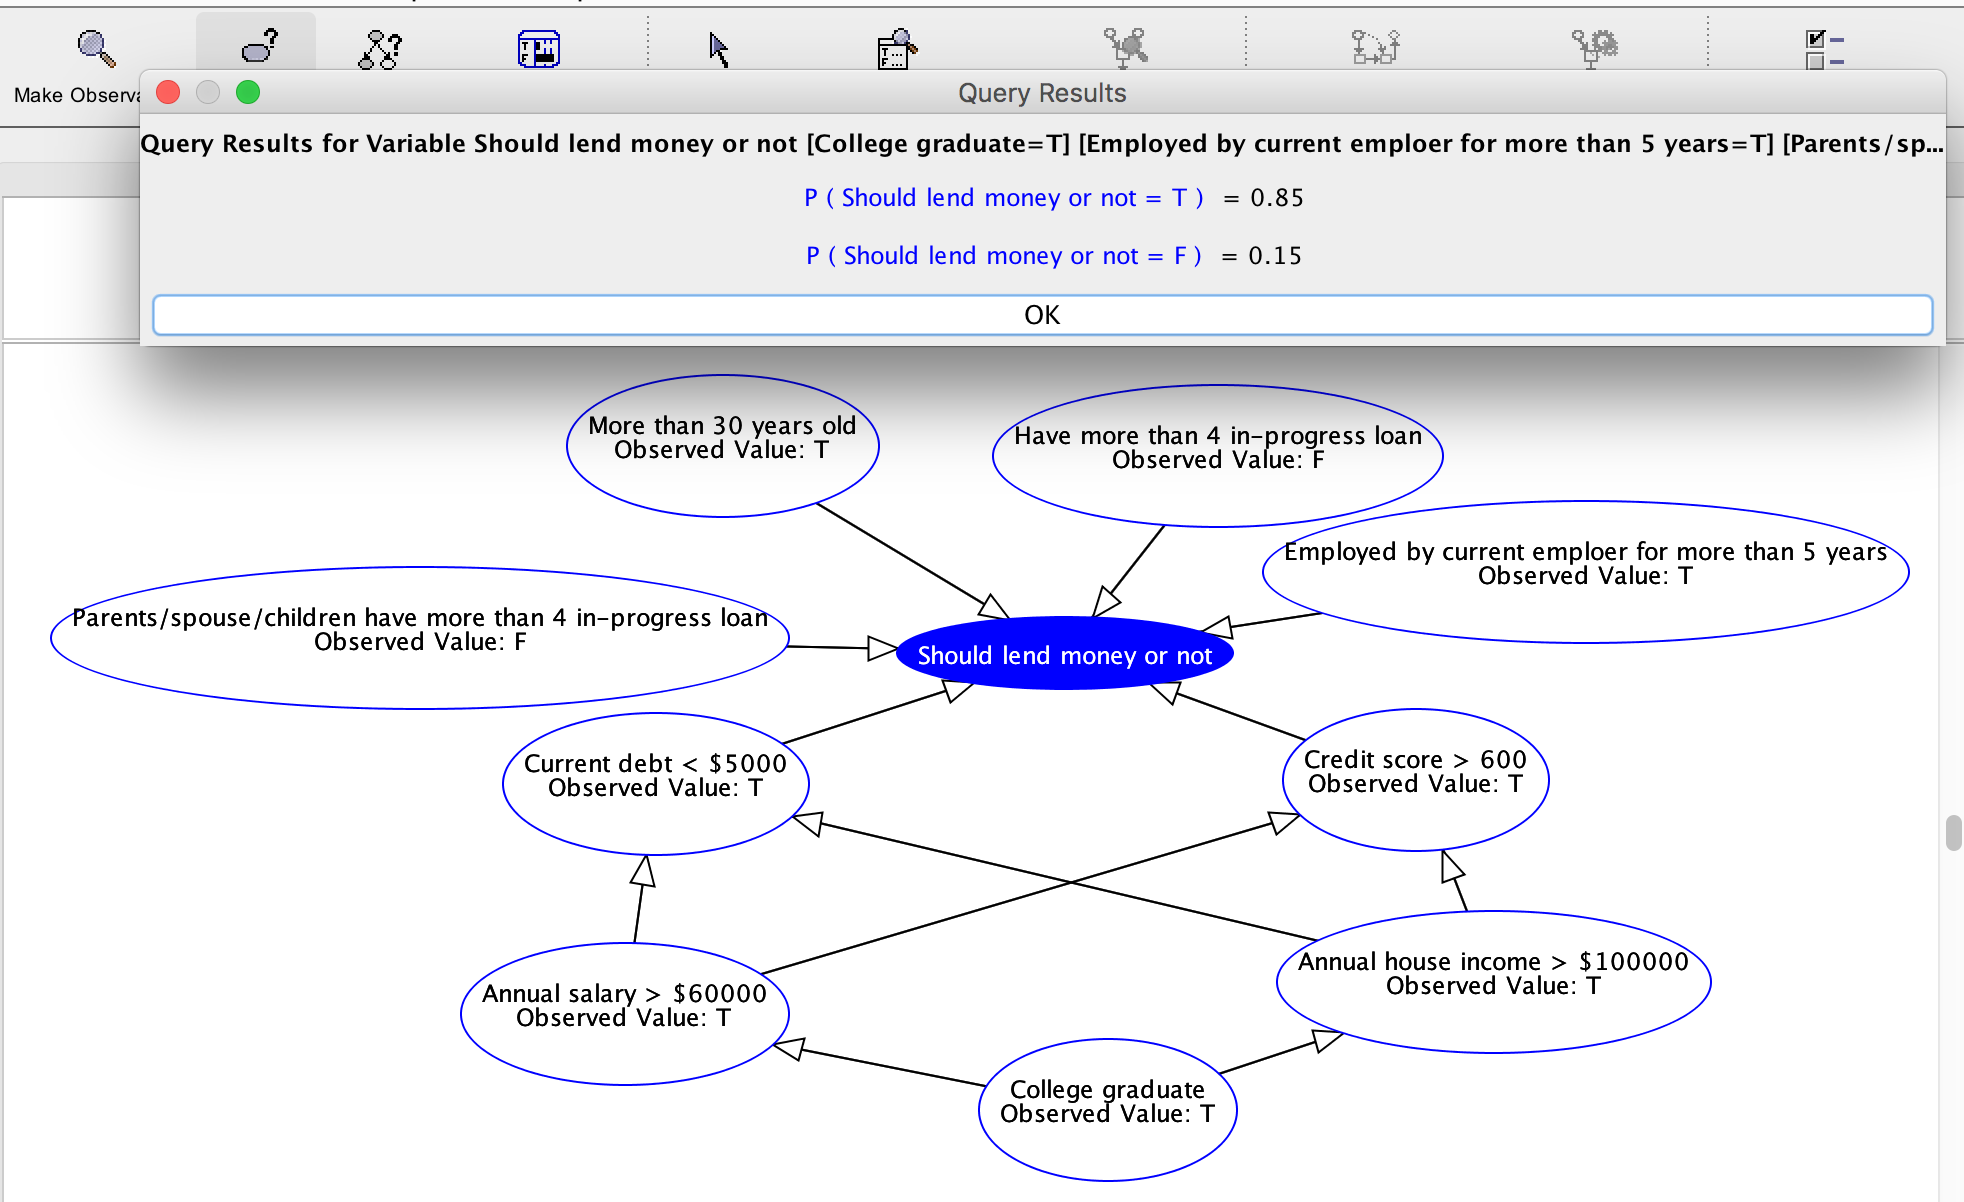 Make Observa
Query Results
Query Results for Variable Should lend money or not [College graduate=T] [Employed by current emploer for more than 5 years=T] [Parents/sp...
P ( Should lend money or not = T ) = 0.85
P ( Should lend money or not = F ) = 0.15
OK
More than 30 years old
Observed Value: T
Have more than 4 in-progress loan
Observed Value: F
Employed by current emploer for more than 5 years
Observed Value: T
Parents/spouse/children have more than 4 in-progress loan
Observed Value: F
Should lend money or not
Current debt < $5000
Observed Value: T
Credit score > 600
Observed Value: T
Annual house income > $100000
Observed Value: T
Annual salary > $60000
Observed Value: T
College graduate
Observed Value: T